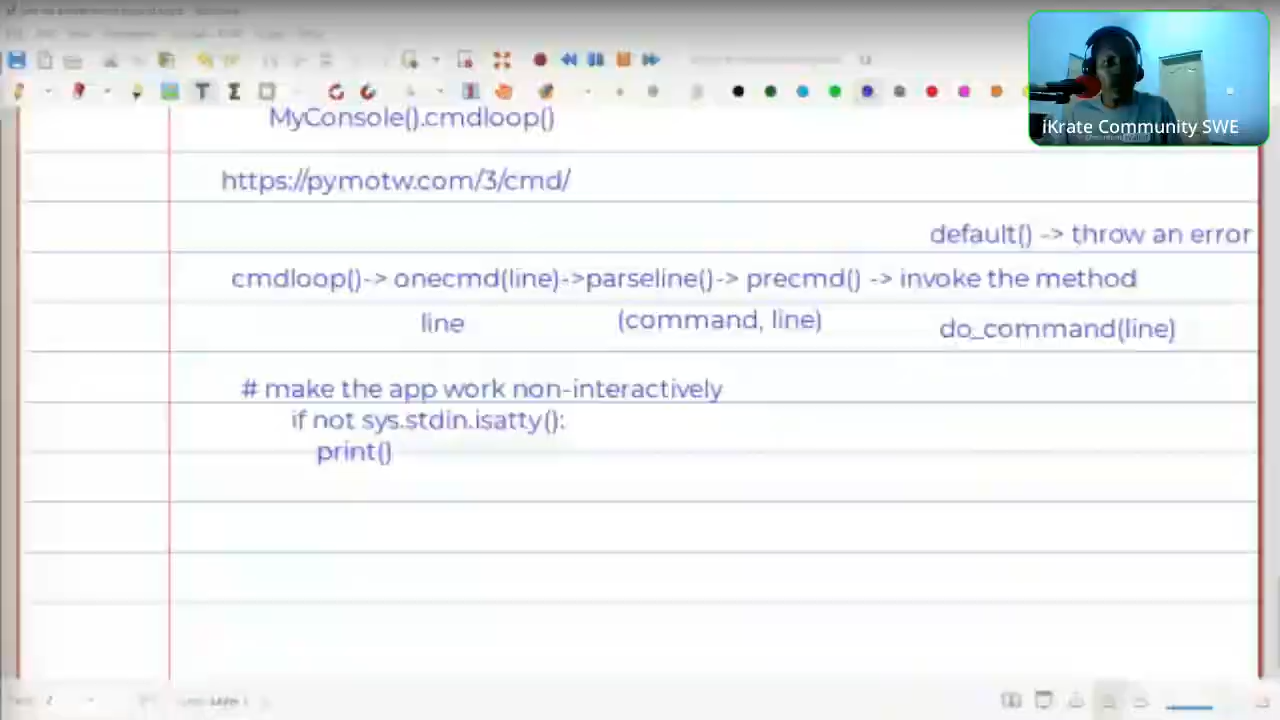 iKrate Community SWE
MyConsole().cmdloop()
https://pymotw.com/3/cmd/
default() -> throw an error
cmdloop()-> onecmd(line)->parseline()-> precmd() -> invoke the method
line
(command, line)
do_command(line)
# make the app work non-interactively
if not sys.stdin.isatty():
print()